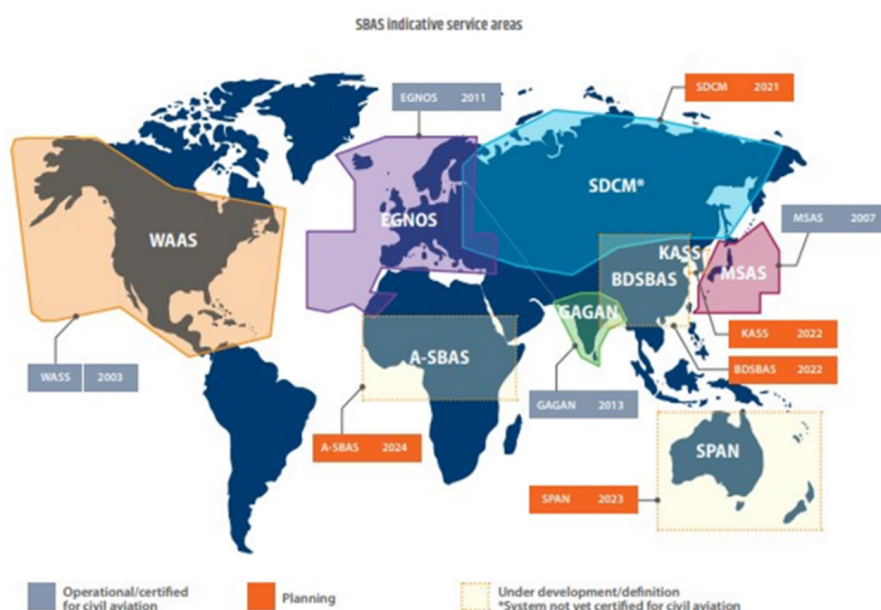 SBAS indicative service areas
SDCM 2021
EGNOS 2011
SDCM*
MSAS 2007
WAAS
EGNOS
KASS
MSAS
BDSBAS
GAGAN
A-SBAS
KASS 2022
WASS 2003
BDSBAS 2022
GAGAN 2013
A-SBAS 2024
SPAN
SPAN 2023
Operational/certified
for civil aviation
Planning
Under development/definition
*System not yet certified for civil aviation